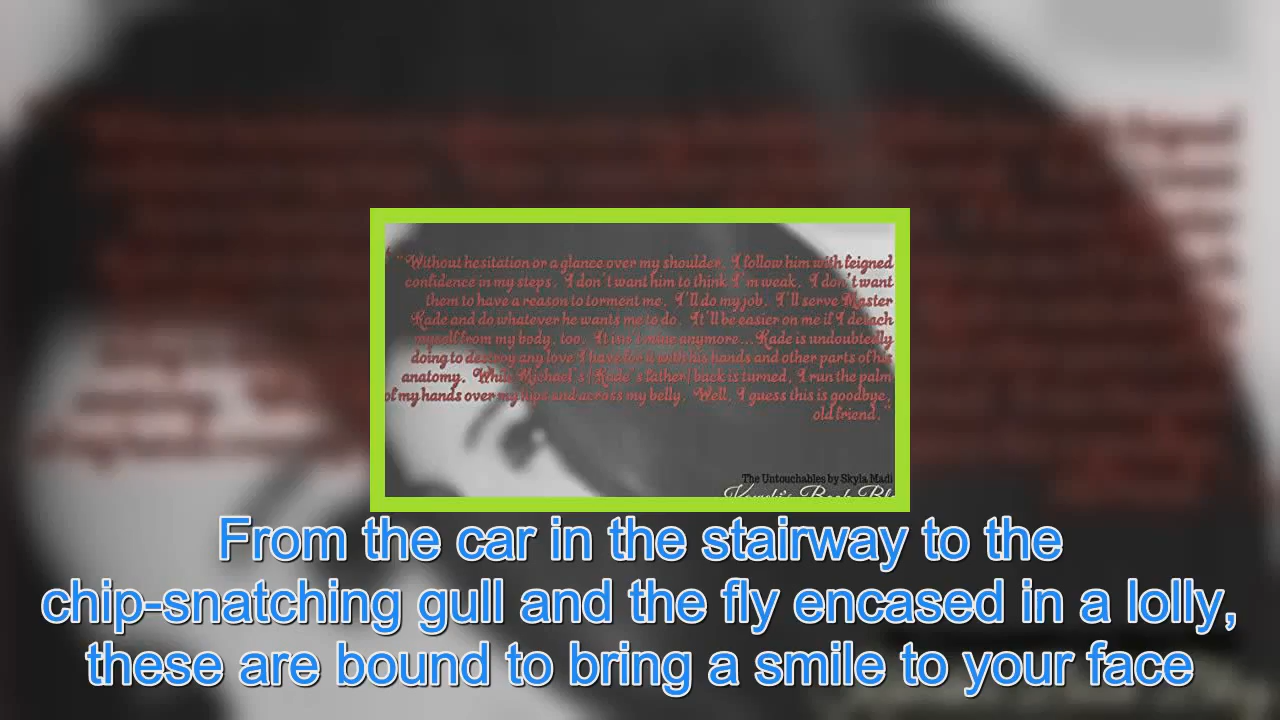 "Without hesitation or a glance over my shoulder, I follow him with feigned
confidence in my steps. I don't want him to think I'm weak. I don't want
them to have a reason to torment me. I'll do my job. I'll serve Master
Kade and do whatever he wants me to do. It'll be easier on me if I detach
myself from my body, too. It isn't mine anymore...Kade is undoubtedly
doing to destroy any love I have for it with his hands and other parts of his
anatomy. While Michael's (Kade's father) back is turned, I run the palm
of my hands over my hips and across my belly. Well, I guess this is goodbye,
old friend."
The Untouchables by Skyla Madi
Book Bl
From the car in the stairway to the
chip-snatching gull and the fly encased in a lolly,
these are bound to bring a smile to your face